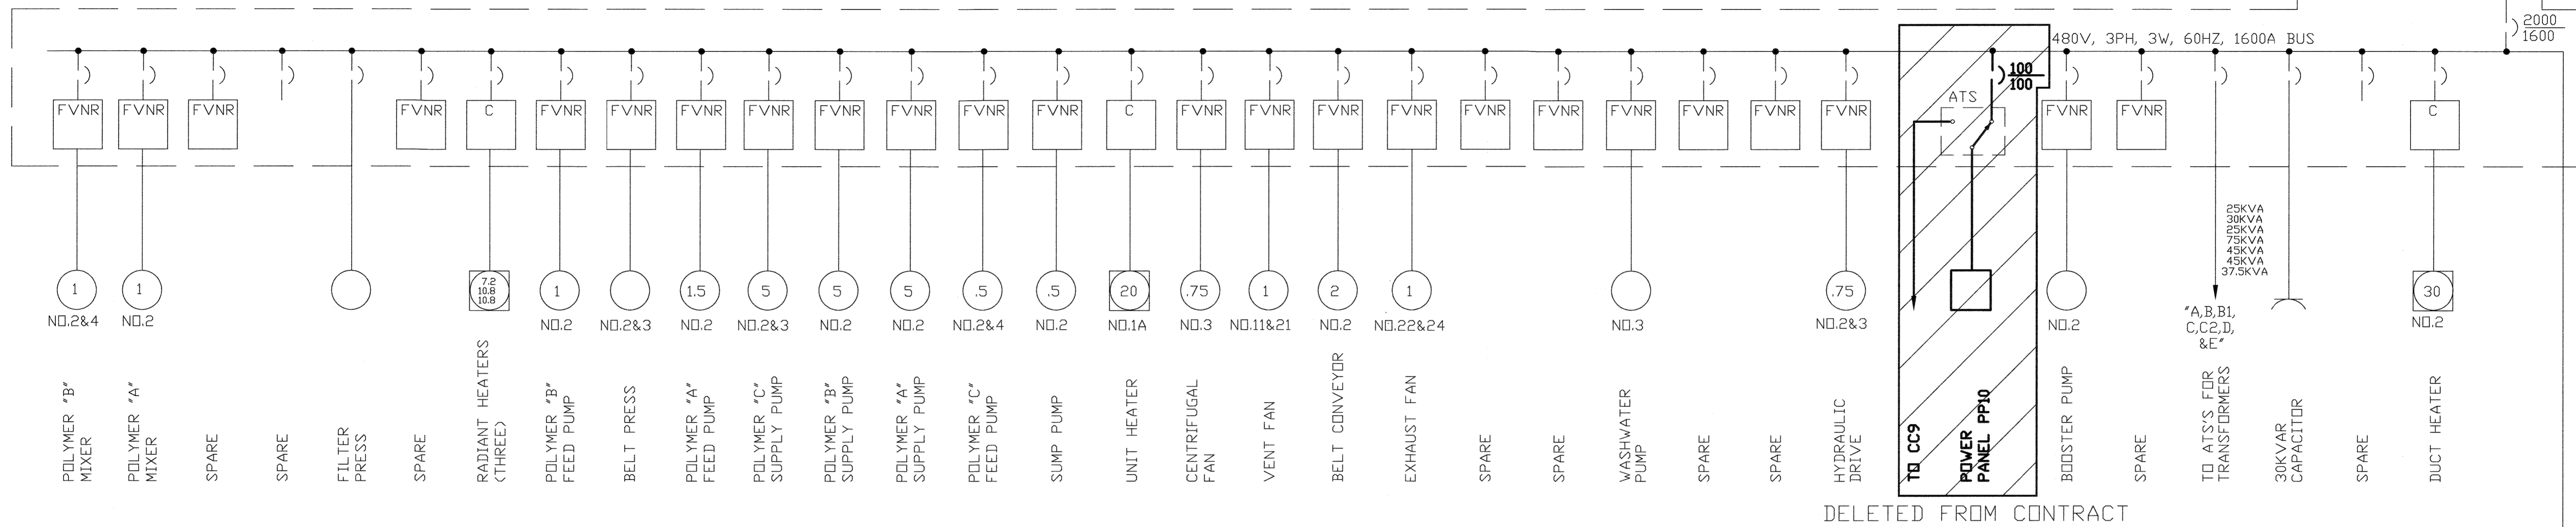 2000
1600
480V, 3PH, 3W, 60HZ, 1600A BUS
100
100
ATS
FVNR
FVNR
FVNR
FVNR
C
FVNR
FVNR
FVNR
FVNR
FVNR
FVNR
FVNR
FVNR
C
FVNR
FVNR
FVNR
FVNR
FVNR
FVNR
FVNR
FVNR
FVNR
FVNR
FVNR
FVNR
C
25KVA
30KVA
25KVA
75KVA
45KVA
45KVA
37.5KVA
1
1
7.2
10.8
10.8
1
1.5
5
5
5
.5
.5
20
.75
1
2
1
.75
30
NO.2&4
NO.2
NO.2
NO.2&3
NO.2
NO.2&3
NO.2
NO.2
NO.2&4
NO.2
NO.1A
NO.3
NO.11&21
NO.2
NO.22&24
NO.3
NO.2&3
NO.2
"A,B,B1,
C,C2,D,
&E"
NO.2
POLYMER "B"
MIXER
POLYMER "A"
MIXER
SPARE
SPARE
FILTER
PRESS
SPARE
RADIANT HEATERS
(THREE)
POLYMER "B"
FEED PUMP
BELT PRESS
POLYMER "A"
FEED PUMP
POLYMER "C"
SUPPLY PUMP
POLYMER "B"
SUPPLY PUMP
POLYMER "A"
SUPPLY PUMP
POLYMER "C"
FEED PUMP
SUMP PUMP
UNIT HEATER
CENTRIFUGAL
FAN
VENT FAN
BELT CONVEYOR
EXHAUST FAN
SPARE
SPARE
WASHWATER
PUMP
SPARE
SPARE
HYDRAULIC
DRIVE
TO CC9
POWER
PANEL PP10
BOOSTER PUMP
SPARE
TO ATS'S FOR
TRANSFORMERS
30KVAR
CAPACITOR
SPARE
DUCT HEATER
DELETED FROM CONTRACT